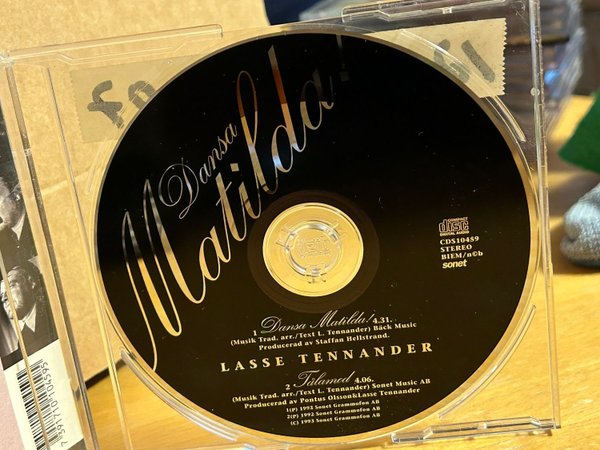 Dansa
Matilda!
COMPACT
disc
DIGITAL AUDIO
CDS10459
STEREO
BIEM/n©b
sonet
1 Dansa Matilda! 4.31.
(Musik Trad. arr./Text L. Tennander) Bäck Music
Producerad av Staffan Hellstrand.
LASSE TENNANDER
2 Tålamod 4.06.
(Musik Trad. arr./Text L. Tennander) Sonet Music AB
Producerad av Pontus Olsson&Lasse Tennander
1(P) 1993 Sonet Grammofon AB
2(P) 1992 Sonet Grammofon AB
(C) 1993 Sonet Grammofon AB